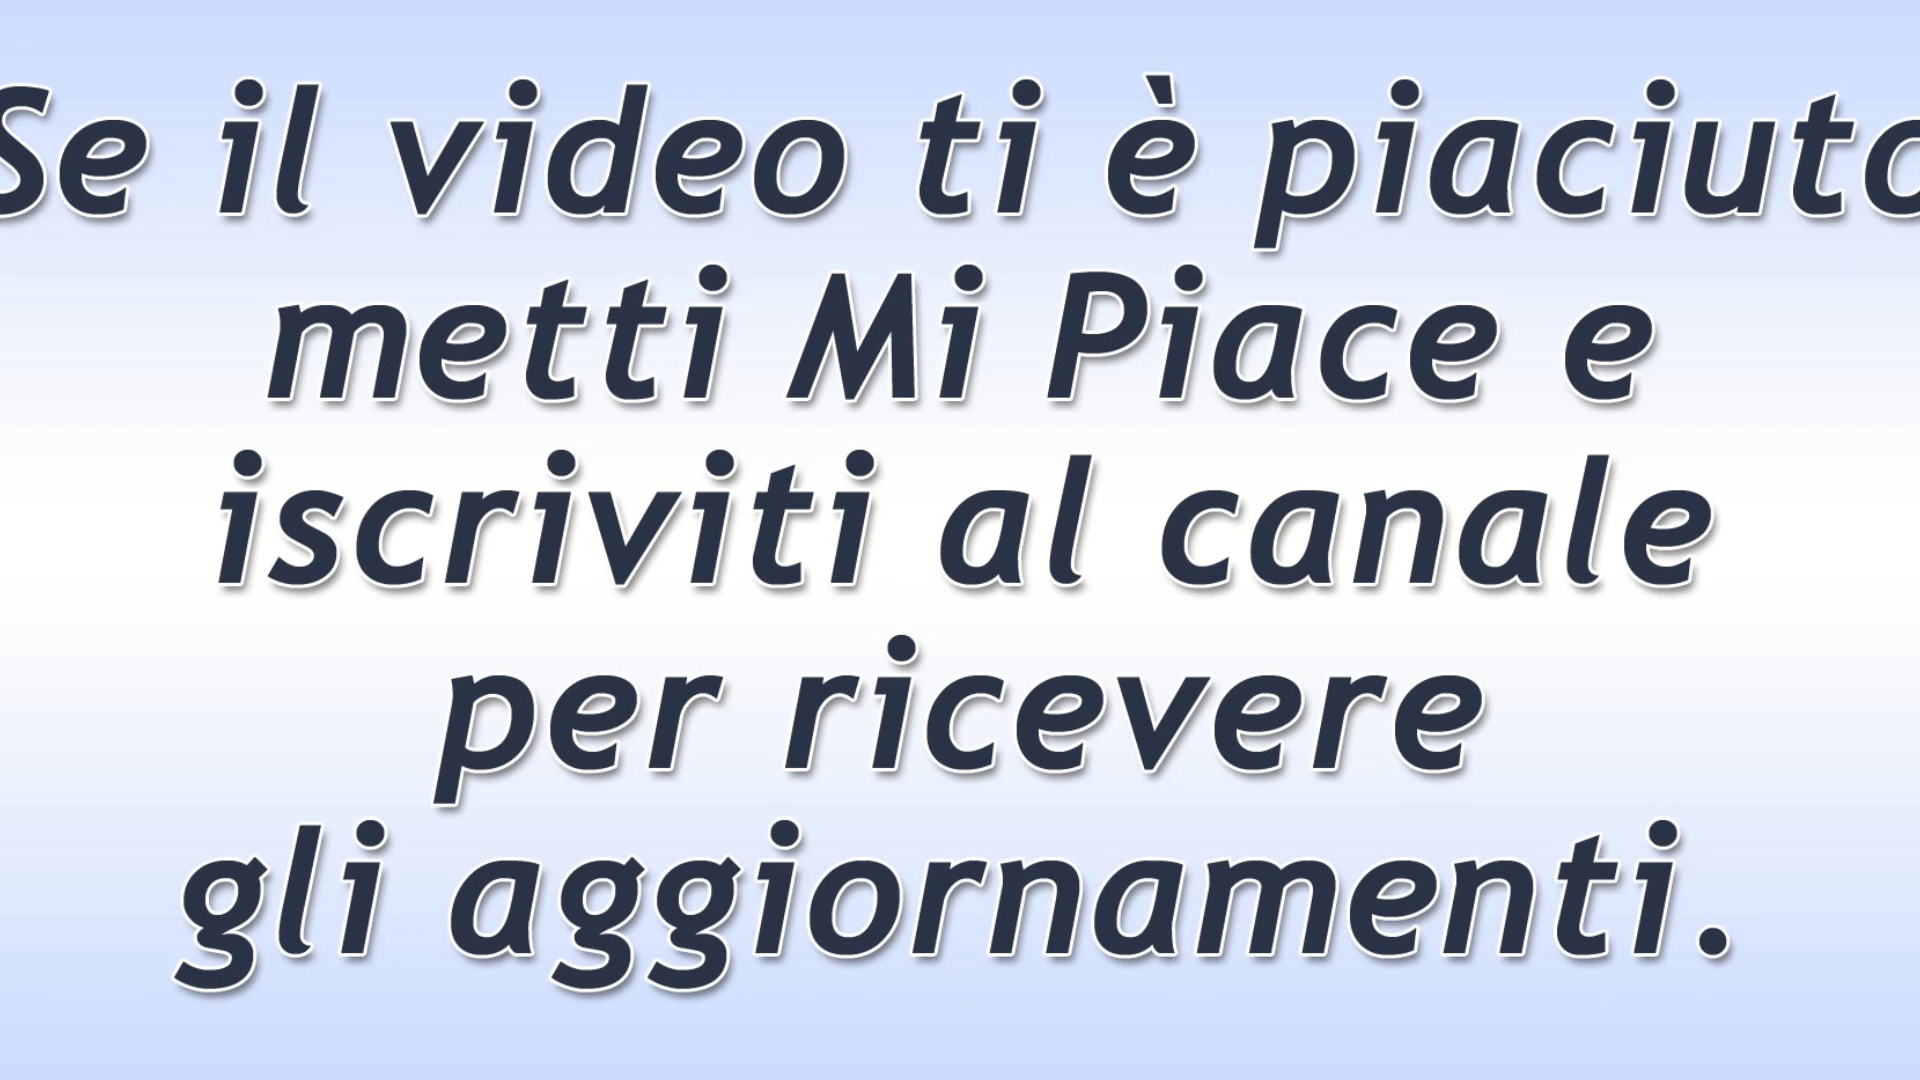 Se il video ti è piaciuto
metti Mi Piace e
iscriviti al canale
per ricevere
gli aggiornamenti.